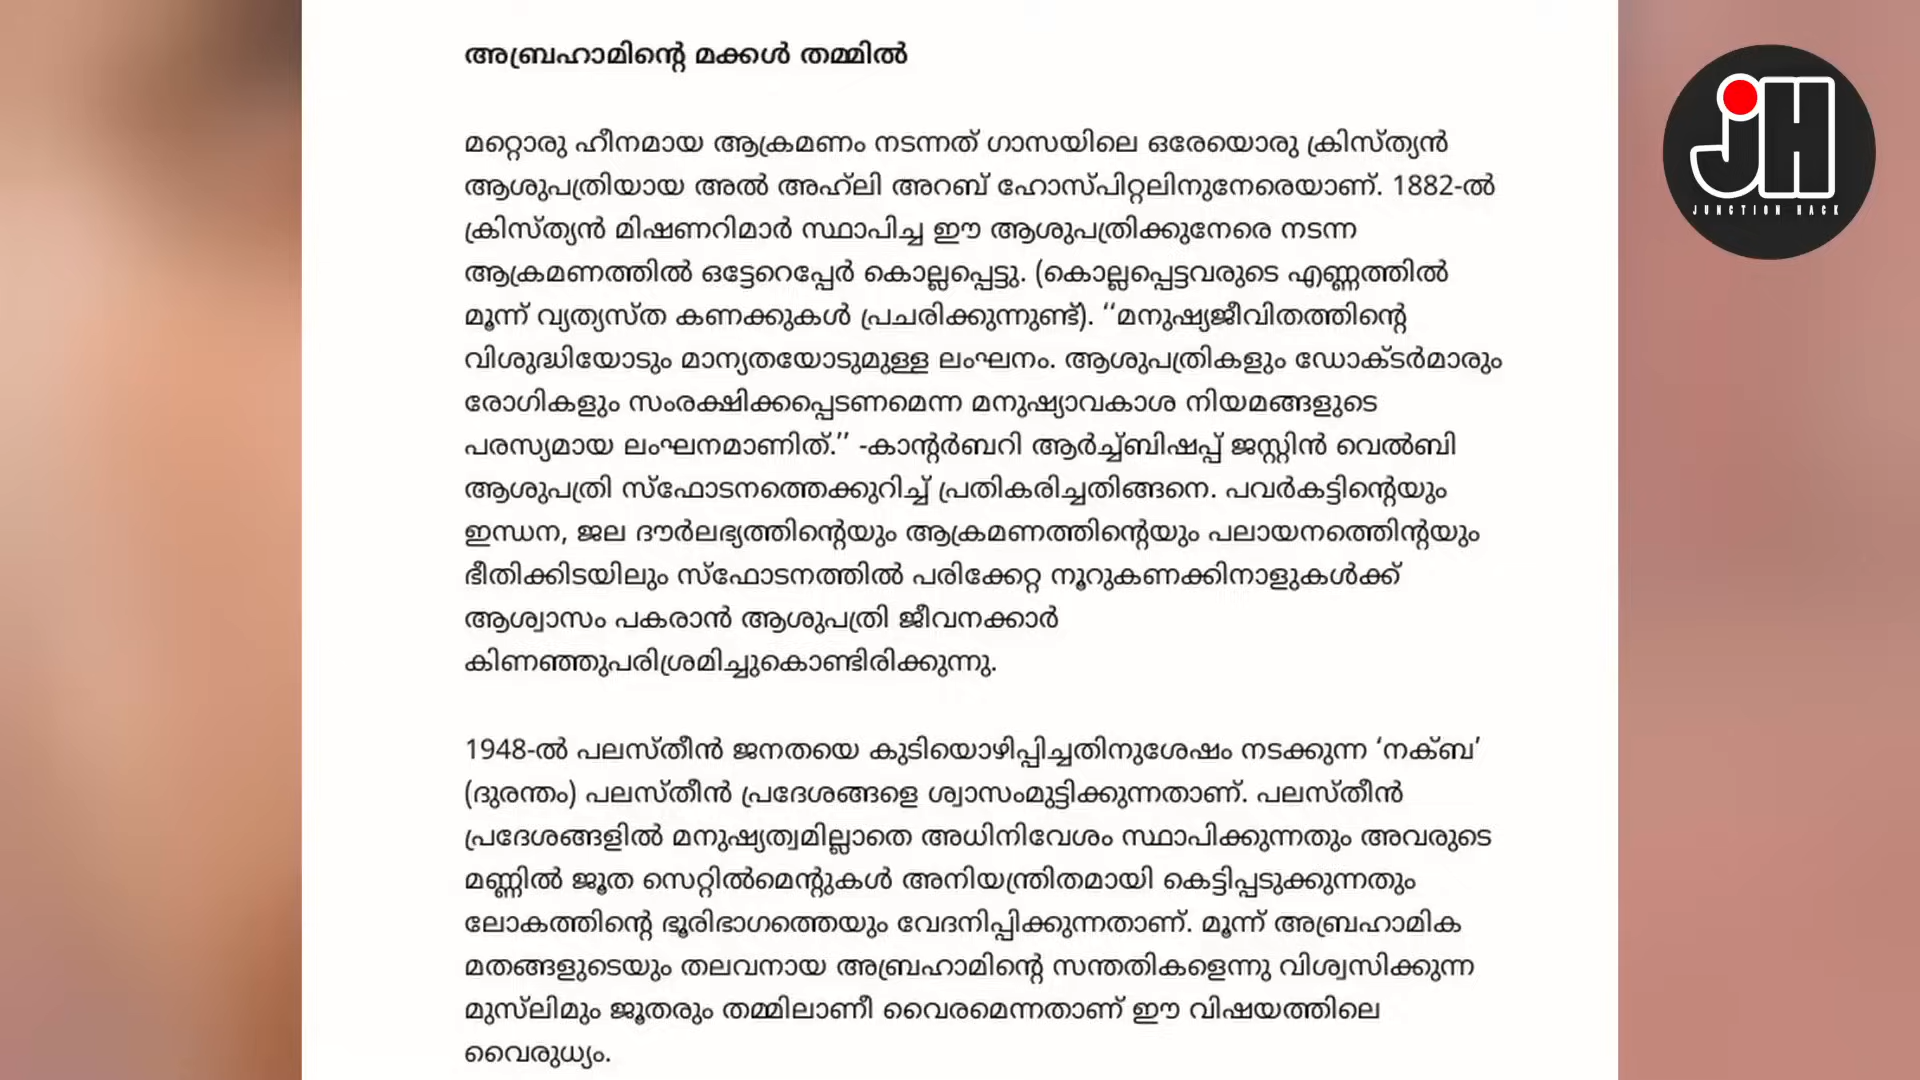 അബ്രഹാമിന്റെ മക്കൾ തമ്മിൽ
മറ്റൊരു ഹീനമായ ആക്രമണം നടന്നത് ഗാസയിലെ ഒരേയൊരു ക്രിസ്ത്യൻ
ആശുപത്രിയായ അൽ അഹ്‌ലി അറബ് ഹോസ്പിറ്റലിനുനേരെയാണ്. 1882-ൽ
ക്രിസ്ത്യൻ മിഷണറിമാർ സ്ഥാപിച്ച ഈ ആശുപത്രിക്കുനേരെ നടന്ന
ആക്രമണത്തിൽ ഒട്ടേറെപ്പേർ കൊല്ലപ്പെട്ടു. (കൊല്ലപ്പെട്ടവരുടെ എണ്ണത്തിൽ
മൂന്ന് വ്യത്യസ്ത കണക്കുകൾ പ്രചരിക്കുന്നുണ്ട്). ‘‘മനുഷ്യജീവിതത്തിന്റെ
വിശുദ്ധിയോടും മാന്യതയോടുമുള്ള ലംഘനം. ആശുപത്രികളും ഡോക്ടർമാരും
രോഗികളും സംരക്ഷിക്കപ്പെടണമെന്ന മനുഷ്യാവകാശ നിയമങ്ങളുടെ
പരസ്യമായ ലംഘനമാണിത്.’’ -കാന്റർബറി ആർച്ച്ബിഷപ്പ് ജസ്റ്റിൻ വെൽബി
ആശുപത്രി സ്ഫോടനത്തെക്കുറിച്ച് പ്രതികരിച്ചതിങ്ങനെ. പവർകട്ടിന്റെയും
ഇന്ധന, ജല ദൗർലഭ്യത്തിന്റെയും ആക്രമണത്തിന്റെയും പലായനത്തിെന്റയും
ഭീതിക്കിടയിലും സ്ഫോടനത്തിൽ പരിക്കേറ്റ നൂറുകണക്കിനാളുകൾക്ക്
ആശ്വാസം പകരാൻ ആശുപത്രി ജീവനക്കാർ
കിണഞ്ഞുപരിശ്രമിച്ചുകൊണ്ടിരിക്കുന്നു.
1948-ൽ പലസ്തീൻ ജനതയെ കുടിയൊഴിപ്പിച്ചതിനുശേഷം നടക്കുന്ന ‘നക്ബ’
(ദുരന്തം) പലസ്തീൻ പ്രദേശങ്ങളെ ശ്വാസംമുട്ടിക്കുന്നതാണ്. പലസ്തീൻ
പ്രദേശങ്ങളിൽ മനുഷ്യത്വമില്ലാതെ അധിനിവേശം സ്ഥാപിക്കുന്നതും അവരുടെ
മണ്ണിൽ ജൂത സെറ്റിൽമെന്റുകൾ അനിയന്ത്രിതമായി കെട്ടിപ്പടുക്കുന്നതും
ലോകത്തിന്റെ ഭൂരിഭാഗത്തെയും വേദനിപ്പിക്കുന്നതാണ്. മൂന്ന് അബ്രഹാമിക
മതങ്ങളുടെയും തലവനായ അബ്രഹാമിന്റെ സന്തതികളെന്നു വിശ്വസിക്കുന്ന
മുസ്‌ലിമും ജൂതരും തമ്മിലാണീ വൈരമെന്നതാണ് ഈ വിഷയത്തിലെ
വൈരുധ്യം.
JH
JUNCTION HACK